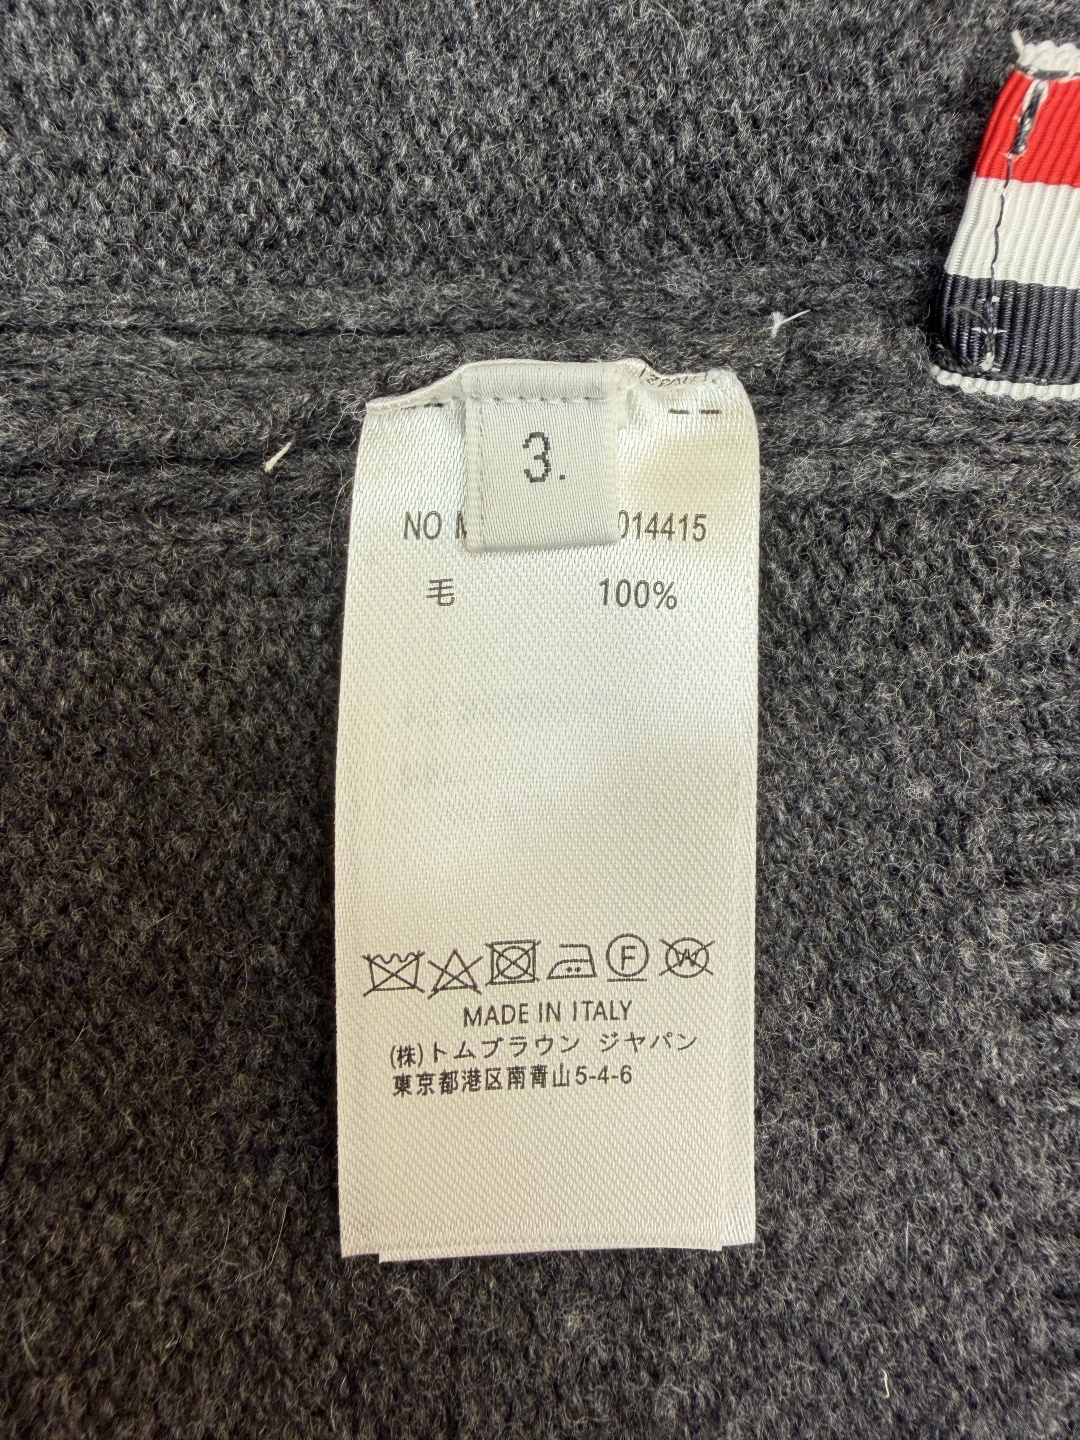 3.
NO 014415
毛 100%
F W
MADE IN ITALY
(株)トムブラウン ジャパン
東京都港区南青山5-4-6